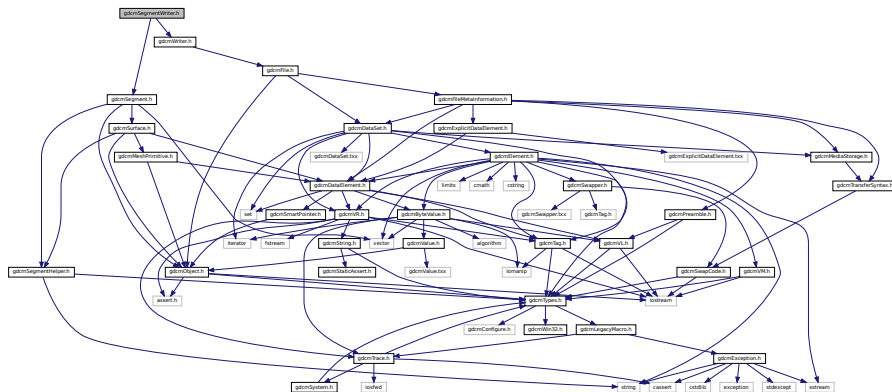 gdcmSegmentWriter.h
gdcmWriter.h
gdcmFile.h
gdcmSegment.h
gdcmFileMetaInformation.h
gdcmSurface.h
gdcmDataSet.h
gdcmExplicitDataElement.h
gdcmMeshPrimitive.h
gdcmDataSet.txx
gdcmElement.h
gdcmExplicitDataElement.txx
gdcmMediaStorage.h
gdcmDataElement.h
limits
cmath
cstring
gdcmSwapper.h
gdcmTransferSyntax.h
set
gdcmSmartPointer.h
gdcmVR.h
gdcmByteValue.h
gdcmSwapper.txx
gdcmTag.h
gdcmPreamble.h
iterator
fstream
gdcmString.h
vector
gdcmValue.h
algorithm
gdcmTag.h
gdcmVL.h
gdcmSegmentHelper.h
gdcmObject.h
gdcmStaticAssert.h
gdcmValue.txx
iomanip
gdcmSwapCode.h
gdcmVM.h
assert.h
gdcmTypes.h
iostream
gdcmConfigure.h
gdcmWin32.h
gdcmLegacyMacro.h
gdcmTrace.h
gdcmException.h
gdcmSystem.h
iosfwd
string
cassert
cstdlib
exception
stdexcept
sstream